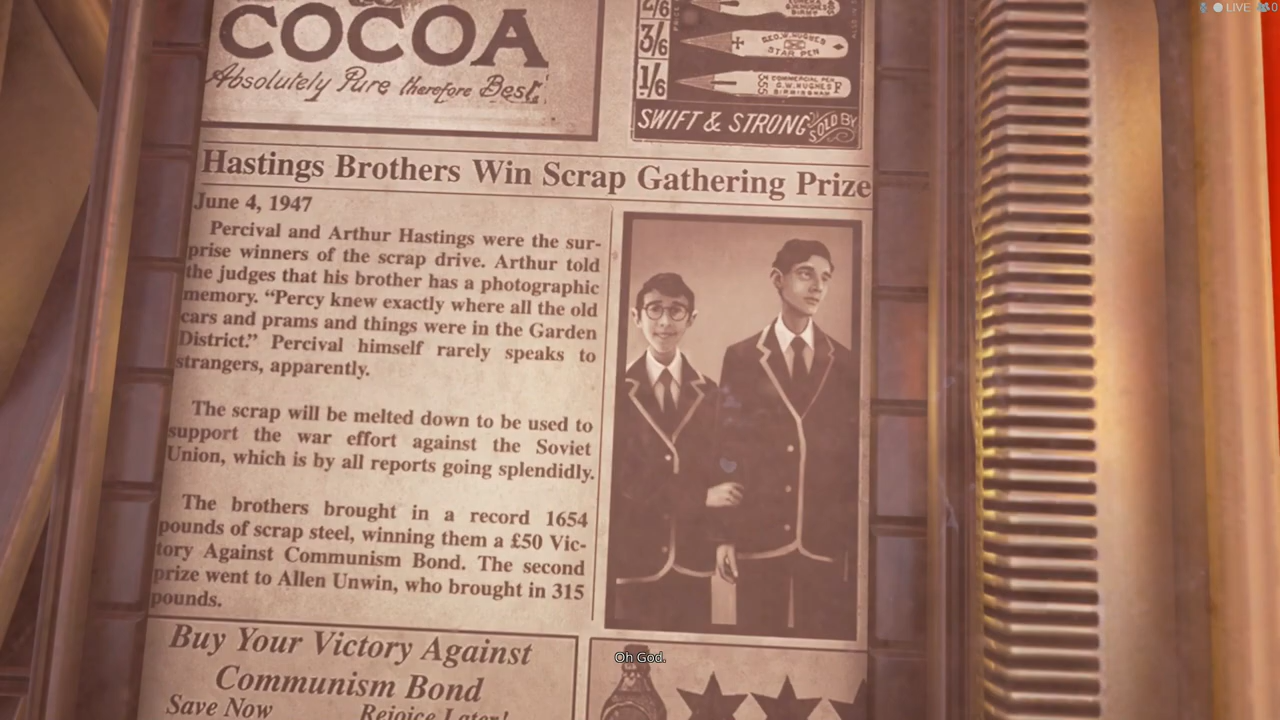 COCOA
Absolutely Pure therefore Best
2/6
3/6
GEO. W. HUGHES
STAR PEN
1/6
COMMERCIAL PEN
G.W. HUGHES
BIRMINGHAM
F
SWIFT & STRONG
SOLD BY
Hastings Brothers Win Scrap Gathering Prize
June 4, 1947
Percival and Arthur Hastings were the sur-
prise winners of the scrap drive. Arthur told
the judges that his brother has a photographic
memory. “Percy knew exactly where all the old
cars and prams and things were in the Garden
District.” Percival himself rarely speaks to
strangers, apparently.
The scrap will be melted down to be used to
support the war effort against the Soviet
Union, which is by all reports going splendidly.
The brothers brought in a record 1654
pounds of scrap steel, winning them a £50 Vic-
tory Against Communism Bond. The second
prize went to Allen Unwin, who brought in 315
pounds.
Buy Your Victory Against
Communism Bond
Save Now
Rejoice Later!
Oh God.
LIVE
0